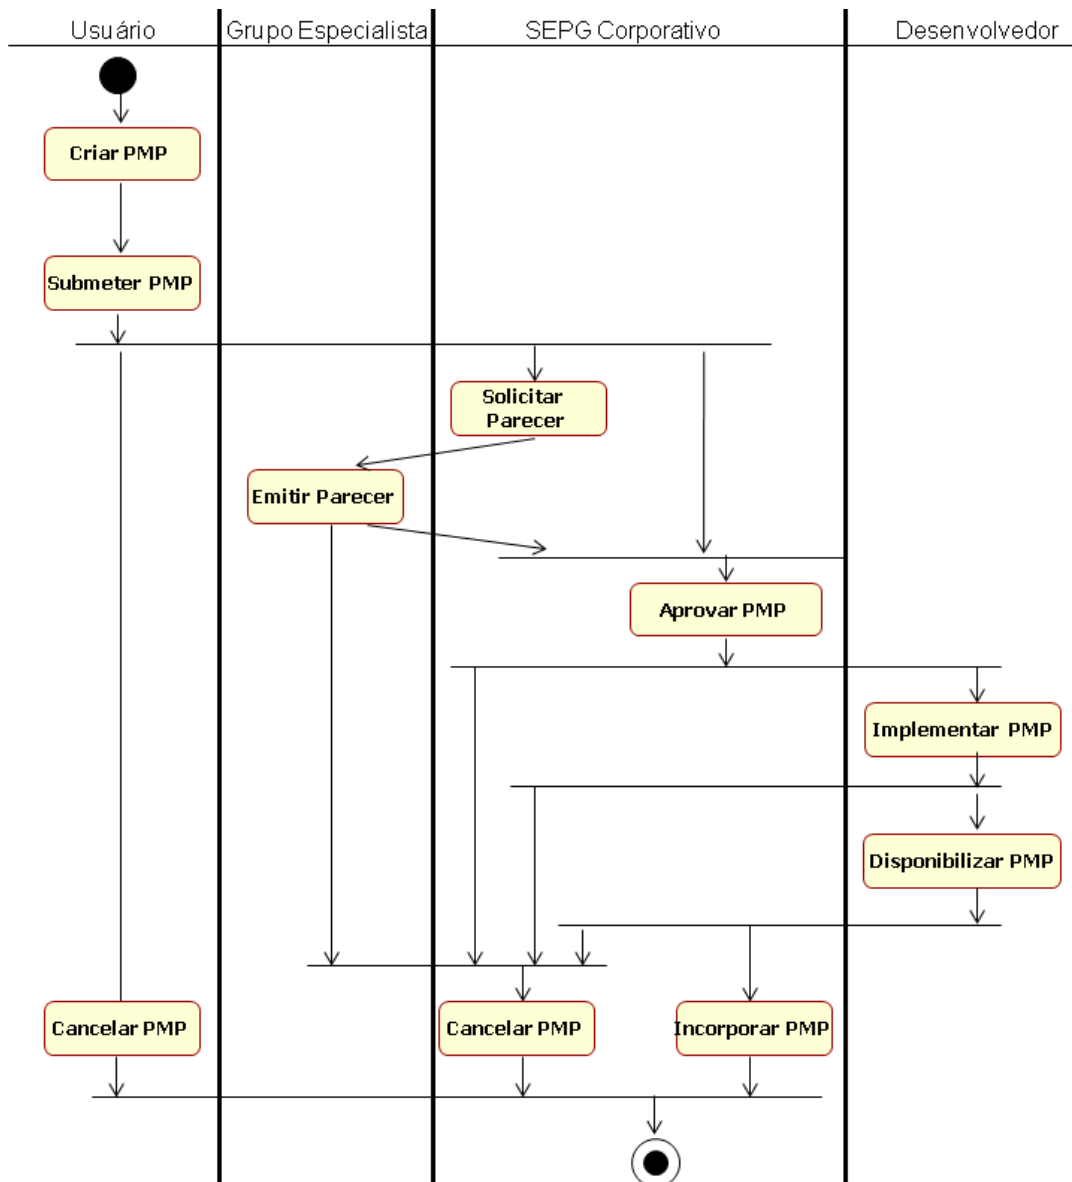 Usuário
Grupo Especialista
SEPG Corporativo
Desenvolvedor
Criar PMP
Submeter PMP
Solicitar
Parecer
Emitir Parecer
Aprovar PMP
Implementar PMP
Disponibilizar PMP
Cancelar PMP
Cancelar PMP
Incorporar PMP